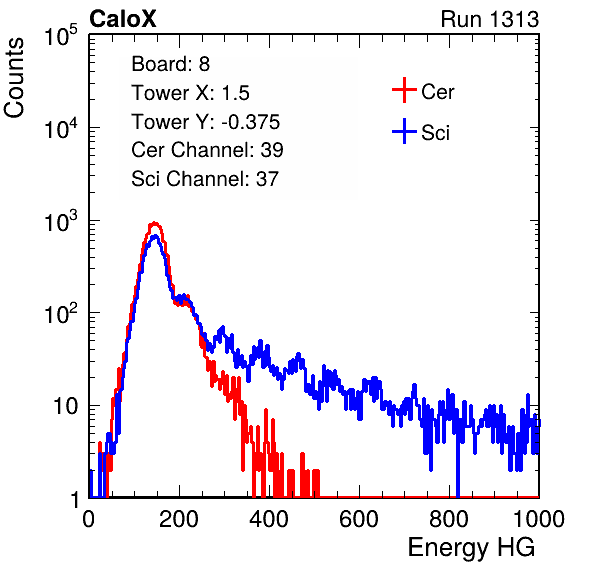 CaloX Run 1313
Counts
Board: 8
Tower X: 1.5
Tower Y: -0.375
Cer Channel: 39
Sci Channel: 37
Cer
Sci
10^5
10^4
10^3
10^2
10
1
0 200 400 600 800 1000
Energy HG